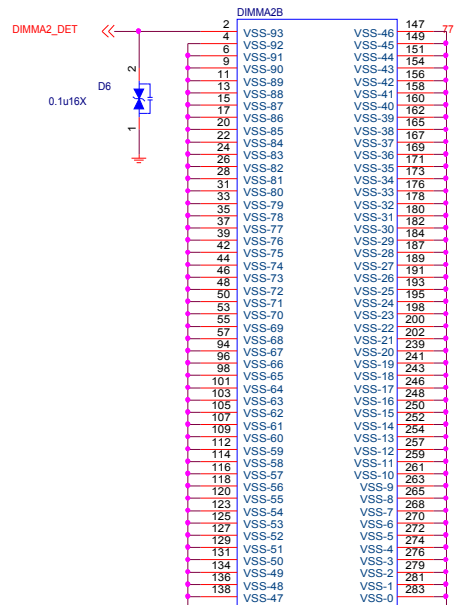 DIMMA2B
DIMMA2_DET
2 VSS-93 VSS-46 147 77
4 VSS-92 VSS-45 149
6 VSS-91 VSS-44 151
9 VSS-90 VSS-43 154
11 VSS-89 VSS-42 156
13 VSS-88 VSS-41 158
15 VSS-87 VSS-40 160
17 VSS-86 VSS-39 162
20 VSS-85 VSS-38 165
22 VSS-84 VSS-37 167
24 VSS-83 VSS-36 169
26 VSS-82 VSS-35 171
28 VSS-81 VSS-34 173
31 VSS-80 VSS-33 176
33 VSS-79 VSS-32 178
35 VSS-78 VSS-31 180
37 VSS-77 VSS-30 182
39 VSS-76 VSS-29 184
42 VSS-75 VSS-28 187
44 VSS-74 VSS-27 189
46 VSS-73 VSS-26 191
48 VSS-72 VSS-25 193
50 VSS-71 VSS-24 195
53 VSS-70 VSS-23 198
55 VSS-69 VSS-22 200
57 VSS-68 VSS-21 202
94 VSS-67 VSS-20 239
96 VSS-66 VSS-19 241
98 VSS-65 VSS-18 243
101 VSS-64 VSS-17 246
103 VSS-63 VSS-16 248
105 VSS-62 VSS-15 250
107 VSS-61 VSS-14 252
109 VSS-60 VSS-13 254
112 VSS-59 VSS-12 257
114 VSS-58 VSS-11 259
116 VSS-57 VSS-10 261
118 VSS-56 VSS-9 263
120 VSS-55 VSS-8 265
123 VSS-54 VSS-7 268
125 VSS-53 VSS-6 270
127 VSS-52 VSS-5 272
129 VSS-51 VSS-4 274
131 VSS-50 VSS-3 276
134 VSS-49 VSS-2 279
136 VSS-48 VSS-1 281
138 VSS-47 VSS-0 283
2
D6
0.1u16X
1